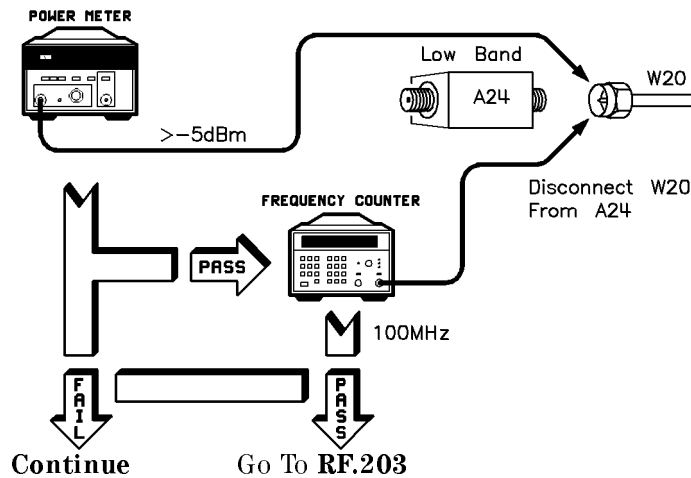 POWER METER
Low Band
A24
W20
>-5dBm
Disconnect W20
From A24
FREQUENCY COUNTER
PASS
100MHz
FAIL
PASS
Continue
Go To RF.203